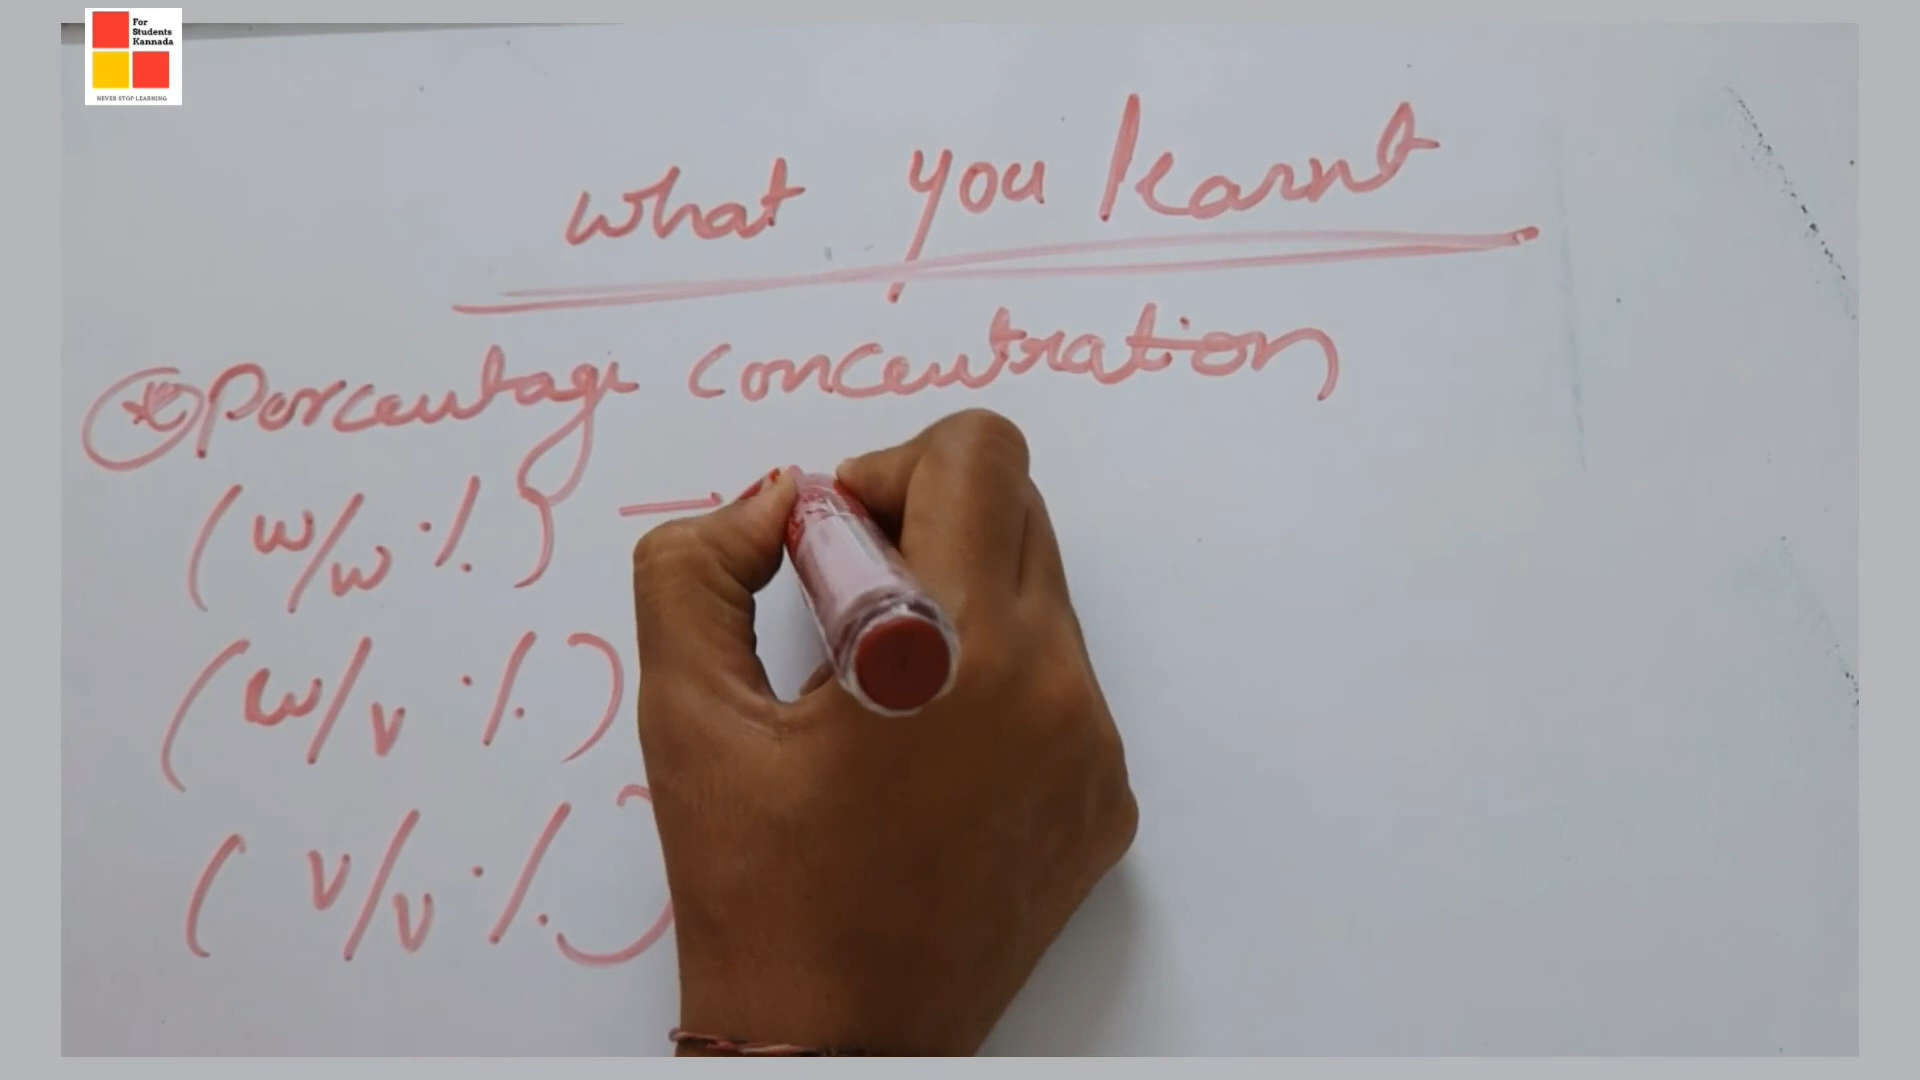 For
Students
Kannada
NEVER STOP LEARNING
what you learnt
Percentage concentration
(w/w %)
(w/v %)
(v/v %)